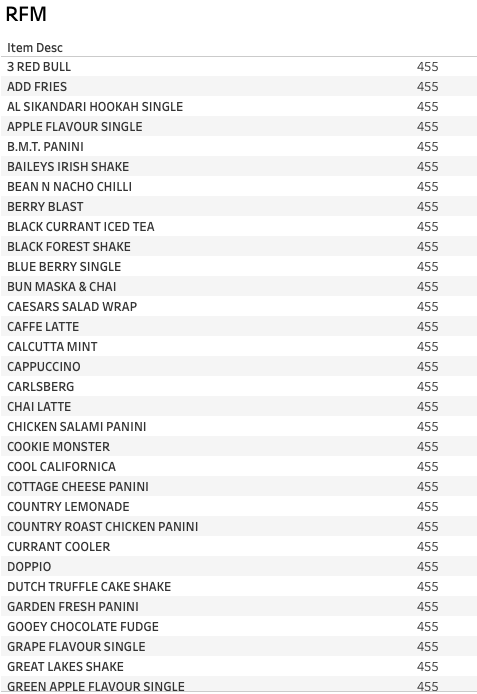 RFM
Item Desc
3 RED BULL 455
ADD FRIES 455
AL SIKANDARI HOOKAH SINGLE 455
APPLE FLAVOUR SINGLE 455
B.M.T. PANINI 455
BAILEYS IRISH SHAKE 455
BEAN N NACHO CHILLI 455
BERRY BLAST 455
BLACK CURRANT ICED TEA 455
BLACK FOREST SHAKE 455
BLUE BERRY SINGLE 455
BUN MASKA & CHAI 455
CAESARS SALAD WRAP 455
CAFFE LATTE 455
CALCUTTA MINT 455
CAPPUCCINO 455
CARLSBERG 455
CHAI LATTE 455
CHICKEN SALAMI PANINI 455
COOKIE MONSTER 455
COOL CALIFORNICA 455
COTTAGE CHEESE PANINI 455
COUNTRY LEMONADE 455
COUNTRY ROAST CHICKEN PANINI 455
CURRANT COOLER 455
DOPPIO 455
DUTCH TRUFFLE CAKE SHAKE 455
GARDEN FRESH PANINI 455
GOOEY CHOCOLATE FUDGE 455
GRAPE FLAVOUR SINGLE 455
GREAT LAKES SHAKE 455
GREEN APPLE FLAVOUR SINGLE 455